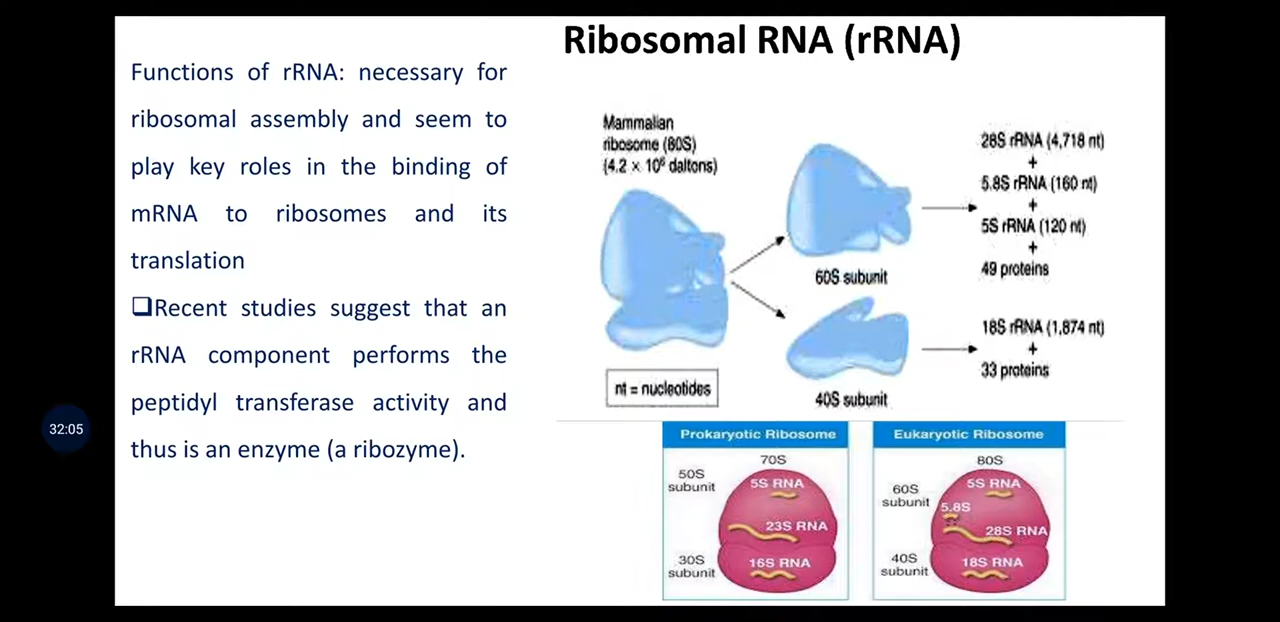 Ribosomal RNA (rRNA)
Functions of rRNA: necessary for
ribosomal assembly and seem to
play key roles in the binding of
mRNA to ribosomes and its
translation
❑Recent studies suggest that an
rRNA component performs the
peptidyl transferase activity and
thus is an enzyme (a ribozyme).
32:05
Mammalian
ribosome (80S)
(4.2 × 10⁶ daltons)
nt = nucleotides
60S subunit
40S subunit
28S rRNA (4,718 nt)
+
5.8S rRNA (160 nt)
+
5S rRNA (120 nt)
+
49 proteins
18S rRNA (1,874 nt)
+
33 proteins
Prokaryotic Ribosome
70S
50S
subunit
5S RNA
23S RNA
30S
subunit
16S RNA
Eukaryotic Ribosome
80S
60S
subunit
5S RNA
5.8S
28S RNA
40S
subunit
18S RNA